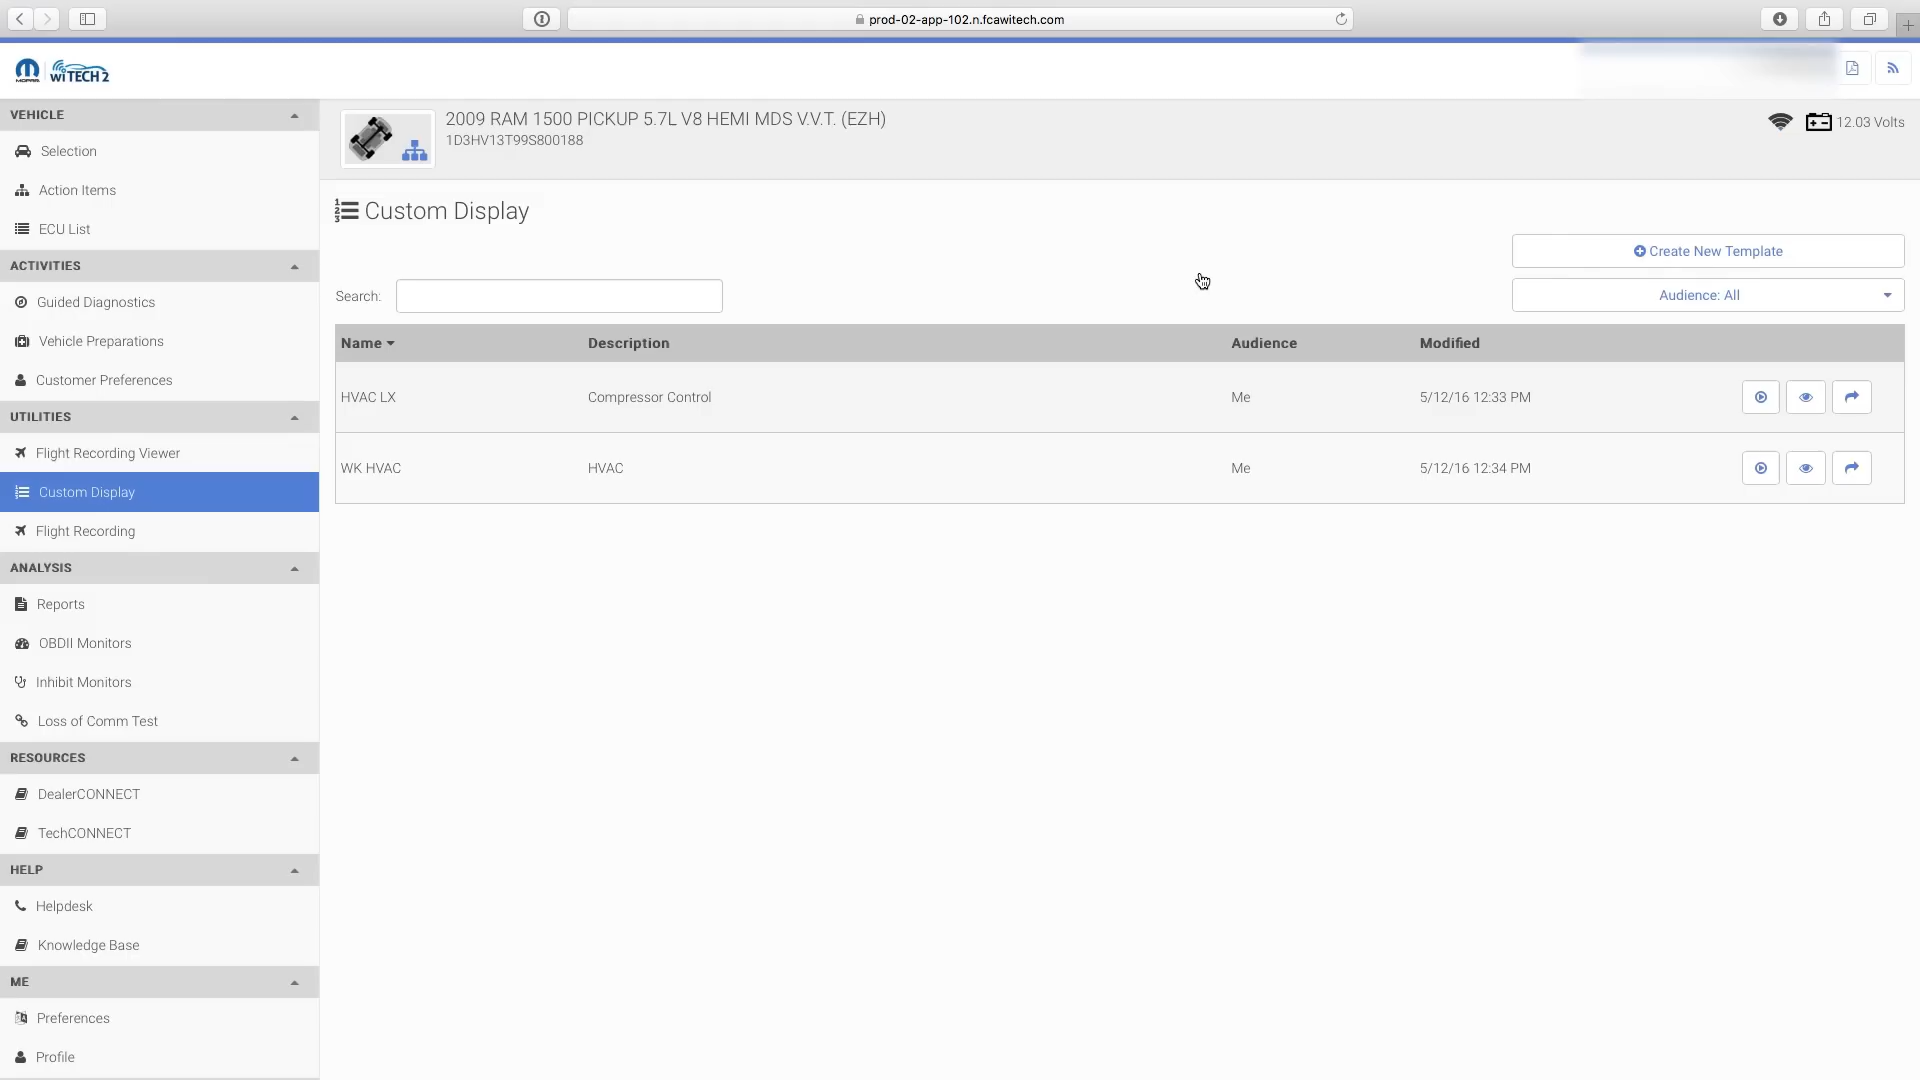 prod-02-app-102.n.fcawitech.com
MOPAR
WITECH 2
VEHICLE
Selection
Action Items
ECU List
ACTIVITIES
Guided Diagnostics
Vehicle Preparations
Customer Preferences
UTILITIES
Flight Recording Viewer
Custom Display
Flight Recording
ANALYSIS
Reports
OBDII Monitors
Inhibit Monitors
Loss of Comm Test
RESOURCES
DealerCONNECT
TechCONNECT
HELP
Helpdesk
Knowledge Base
ME
Preferences
Profile
2009 RAM 1500 PICKUP 5.7L V8 HEMI MDS V.V.T. (EZH)
1D3HV13T99S800188
12.03 Volts
Custom Display
Create New Template
Search:
Audience: All
Name Description Audience Modified
HVAC LX Compressor Control Me 5/12/16 12:33 PM
WK HVAC HVAC Me 5/12/16 12:34 PM